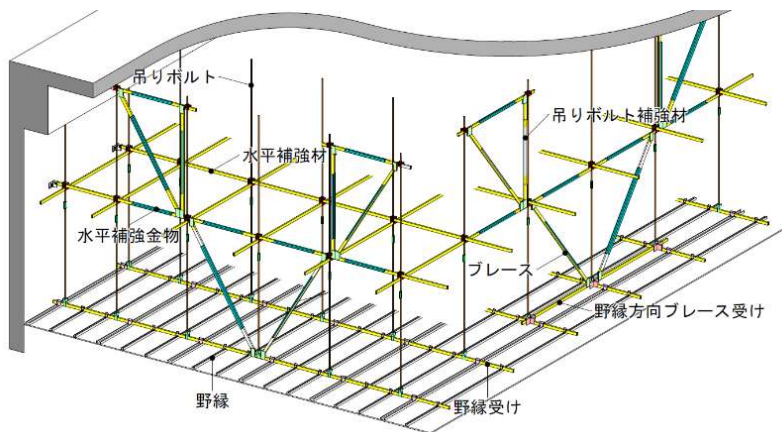 吊りボルト
吊りボルト補強材
水平補強材
水平補強金物
ブレース
野縁方向ブレース受け
野縁
野縁受け